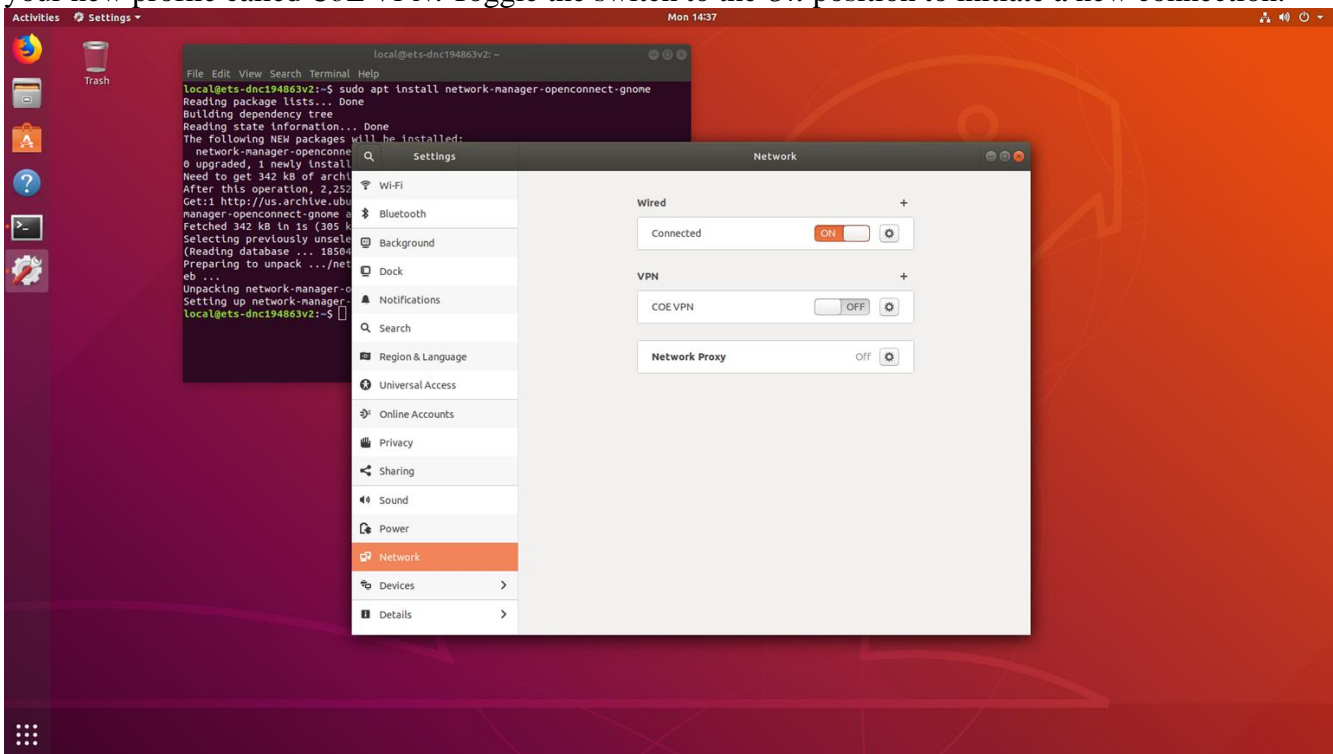 your new profile called COE VPN. Toggle the switch to the On position to initiate a new connection.
Activities Settings Mon 14:37
Trash
local@ets-dnc194863v2: ~
File Edit View Search Terminal Help
local@ets-dnc194863v2:~$ sudo apt install network-manager-openconnect-gnome
Reading package lists... Done
Building dependency tree
Reading state information... Done
The following NEW packages will be installed:
network-manager-openconne
0 upgraded, 1 newly install
Need to get 342 kB of archi
After this operation, 2,252
Get:1 http://us.archive.ubu
manager-openconnect-gnome a
Fetched 342 kB in 1s (305 k
Selecting previously unsele
(Reading database ... 18504
Preparing to unpack .../net
eb ...
Unpacking network-manager-o
Setting up network-manager-
local@ets-dnc194863v2:~$
Settings
Wi-Fi
Bluetooth
Background
Dock
Notifications
Search
Region & Language
Universal Access
Online Accounts
Privacy
Sharing
Sound
Power
Network
Devices
Details
Network
Wired +
Connected ON
VPN +
COE VPN OFF
Network Proxy Off